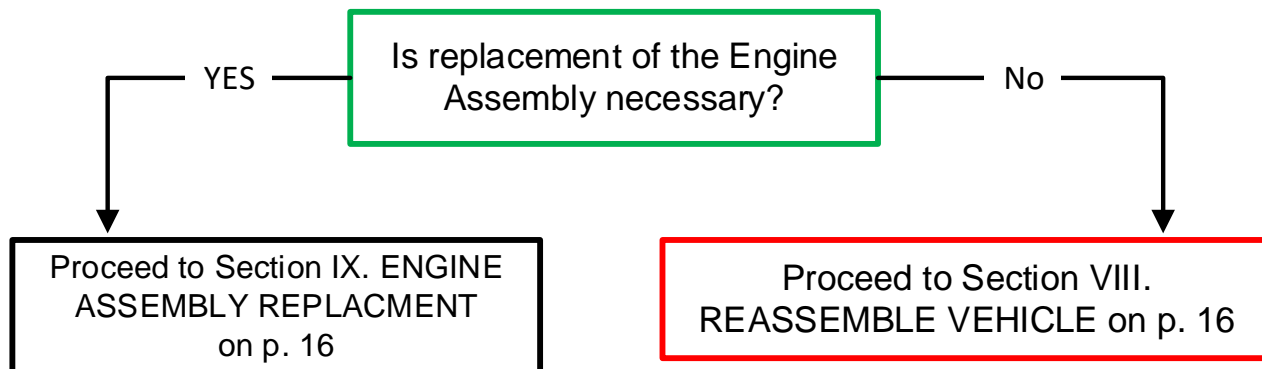 Is replacement of the Engine
Assembly necessary?
YES
No
Proceed to Section IX. ENGINE
ASSEMBLY REPLACMENT
on p. 16
Proceed to Section VIII.
REASSEMBLE VEHICLE on p. 16